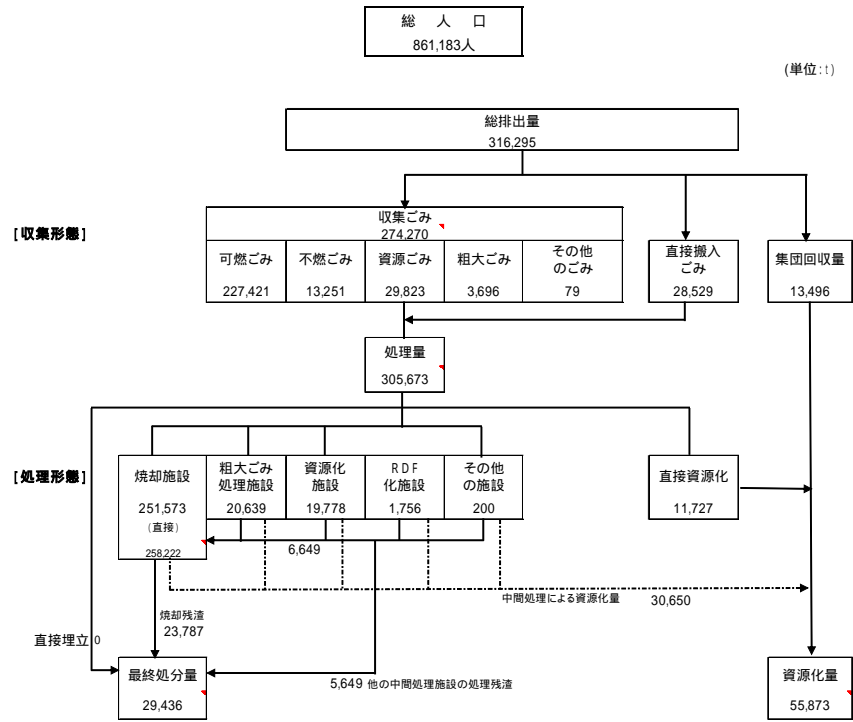 総 人 口
861,183人
(単位:t)
総排出量
316,295
[収集形態]
収集ごみ
274,270
可燃ごみ
227,421
不燃ごみ
13,251
資源ごみ
29,823
粗大ごみ
3,696
その他
のごみ
79
直接搬入
ごみ
28,529
集団回収量
13,496
処理量
305,673
[処理形態]
焼却施設
251,573
(直接)
258,222
粗大ごみ
処理施設
20,639
資源化
施設
19,778
RDF
化施設
1,756
その他
の施設
200
直接資源化
11,727
6,649
中間処理による資源化量 30,650
焼却残渣
23,787
直接埋立 0
最終処分量
29,436
5,649 他の中間処理施設の処理残渣
資源化量
55,873